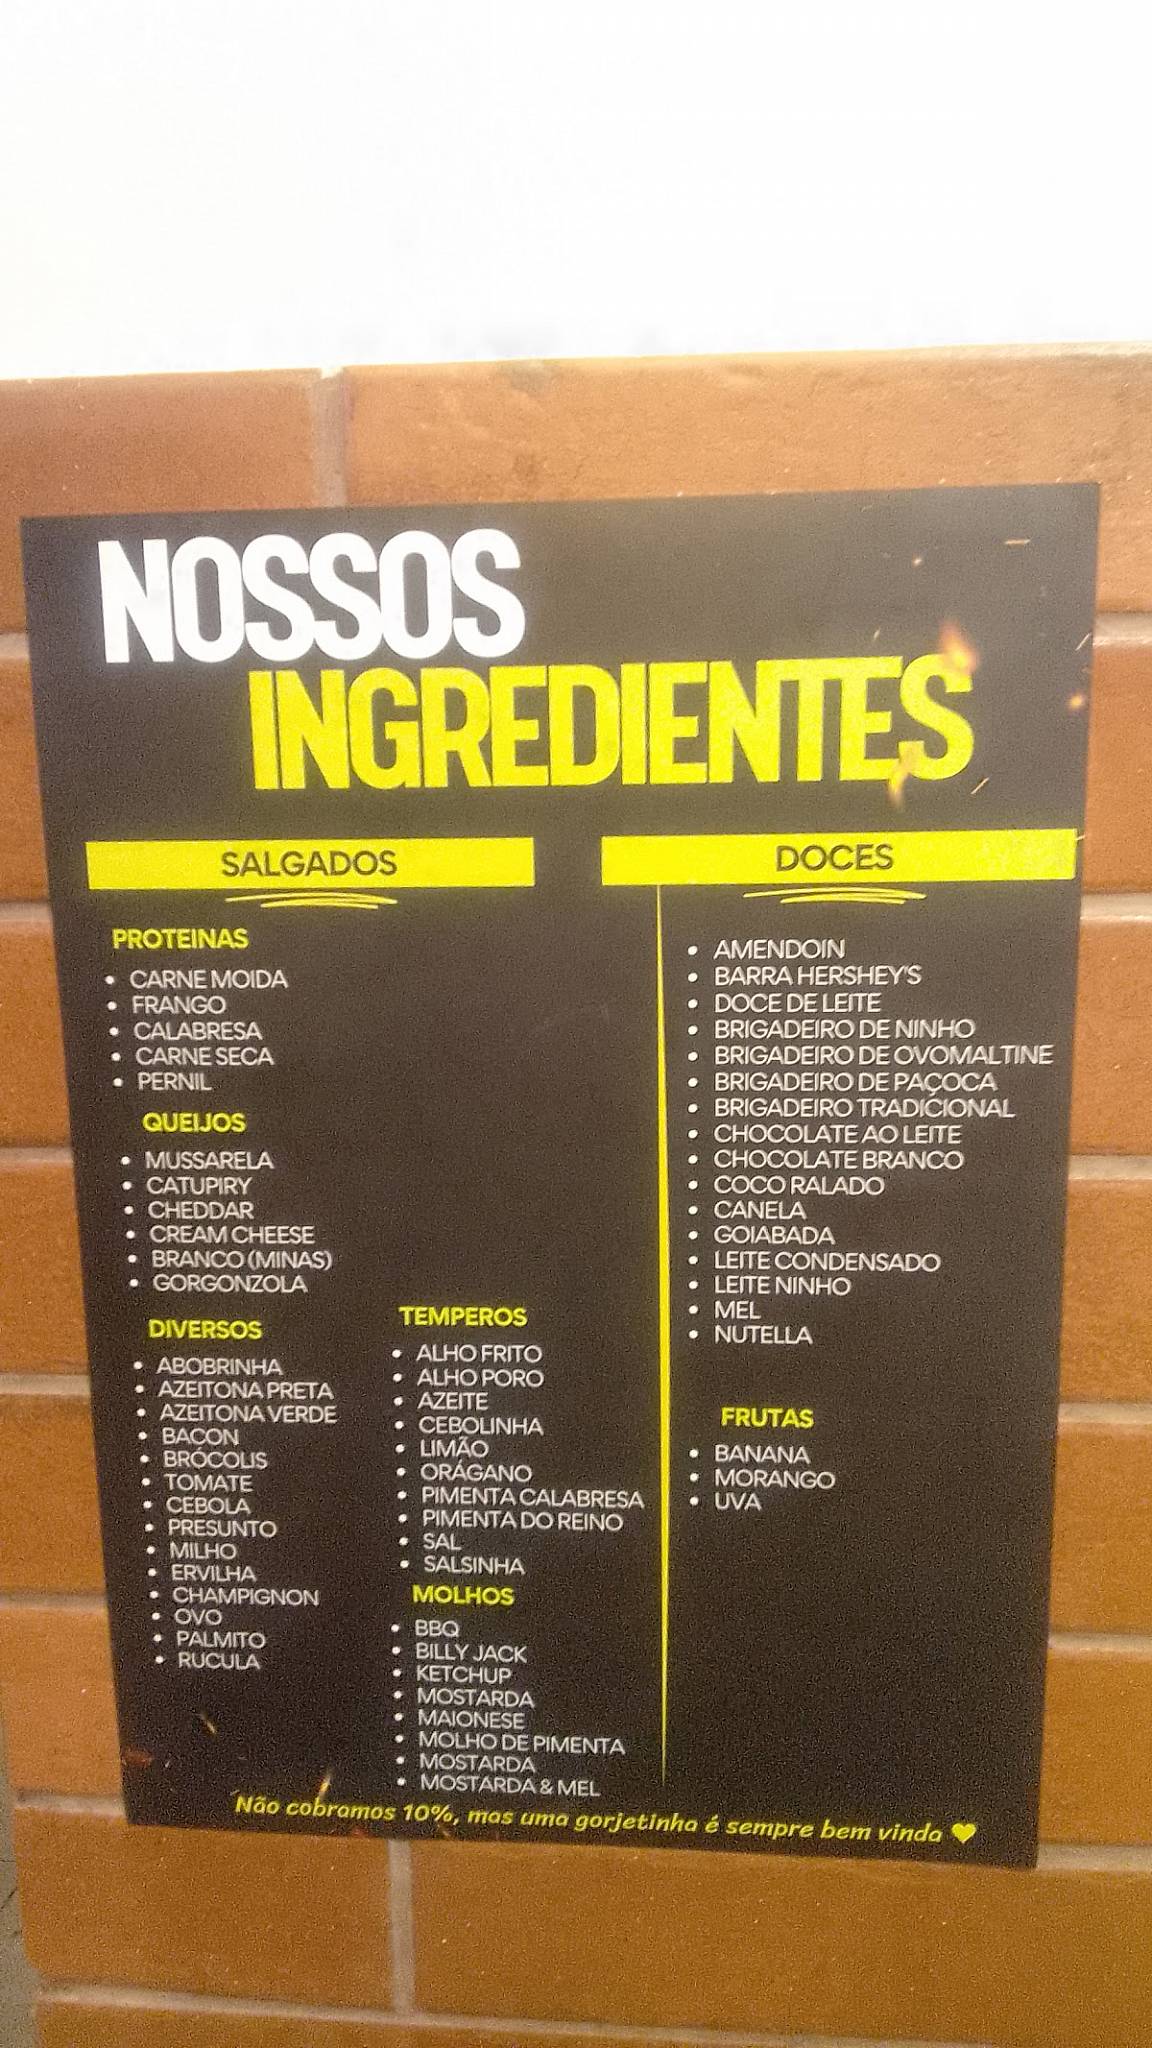 NOSSOS
INGREDIENTES
SALGADOS
PROTEINAS
• CARNE MOIDA
• FRANGO
• CALABRESA
• CARNE SECA
• PERNIL
QUEIJOS
• MUSSARELA
• CATUPIRY
• CHEDDAR
• CREAM CHEESE
• BRANCO (MINAS)
• GORGONZOLA
DIVERSOS
• ABOBRINHA
• AZEITONA PRETA
• AZEITONA VERDE
• BACON
• BRÓCOLIS
• TOMATE
• CEBOLA
• PRESUNTO
• MILHO
• ERVILHA
• CHAMPIGNON
• OVO
• PALMITO
• RUCULA
TEMPEROS
• ALHO FRITO
• ALHO PORO
• AZEITE
• CEBOLINHA
• LIMÃO
• ORÁGANO
• PIMENTA CALABRESA
• PIMENTA DO REINO
• SAL
• SALSINHA
MOLHOS
• BBQ
• BILLY JACK
• KETCHUP
• MOSTARDA
• MAIONESE
• MOLHO DE PIMENTA
• MOSTARDA
• MOSTARDA & MEL
DOCES
• AMENDOIN
• BARRA HERSHEY'S
• DOCE DE LEITE
• BRIGADEIRO DE NINHO
• BRIGADEIRO DE OVOMALTINE
• BRIGADEIRO DE PAÇOCA
• BRIGADEIRO TRADICIONAL
• CHOCOLATE AO LEITE
• CHOCOLATE BRANCO
• COCO RALADO
• CANELA
• GOIABADA
• LEITE CONDENSADO
• LEITE NINHO
• MEL
• NUTELLA
FRUTAS
• BANANA
• MORANGO
• UVA
Não cobramos 10%, mas uma gorjetinha é sempre bem vinda ♥